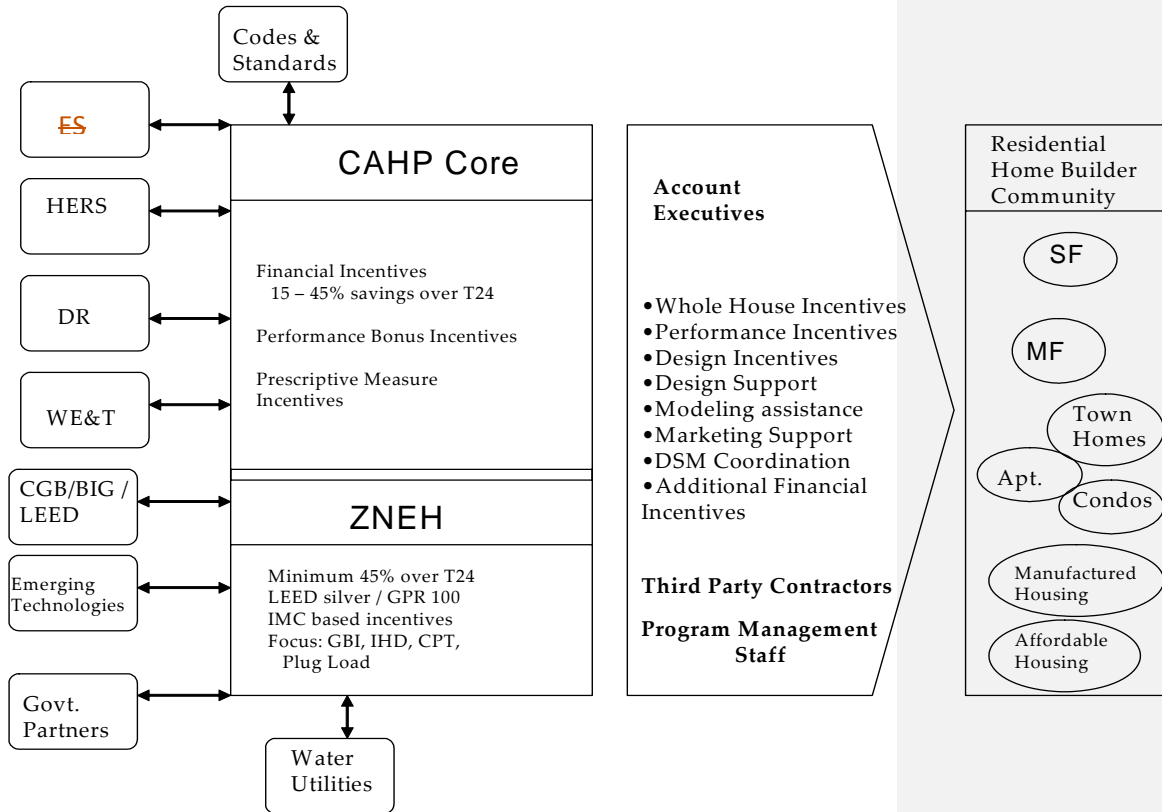 Codes &
Standards
ES
HERS
DR
WE&T
CGB/BIG /
LEED
Emerging
Technologies
Govt.
Partners
CAHP Core
Financial Incentives
15 – 45% savings over T24
Performance Bonus Incentives
Prescriptive Measure
Incentives
ZNEH
Minimum 45% over T24
LEED silver / GPR 100
IMC based incentives
Focus: GBI, IHD, CPT,
Plug Load
Water
Utilities
Account
Executives
•Whole House Incentives
•Performance Incentives
•Design Incentives
•Design Support
•Modeling assistance
•Marketing Support
•DSM Coordination
•Additional Financial
Incentives
Third Party Contractors
Program Management
Staff
Residential
Home Builder
Community
SF
MF
Town
Homes
Apt.
Condos
Manufactured
Housing
Affordable
Housing